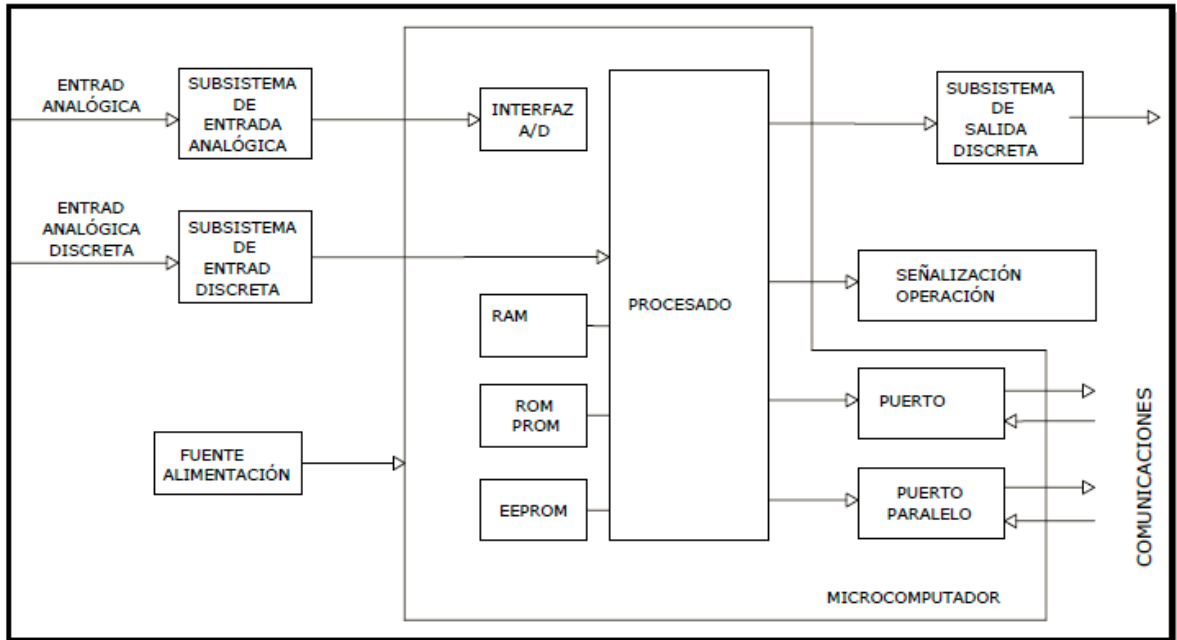 ENTRAD
ANALÓGICA
SUBSISTEMA
DE
ENTRADA
ANALÓGICA
INTERFAZ
A/D
SUBSISTEMA
DE
SALIDA
DISCRETA
ENTRAD
ANALÓGICA
DISCRETA
SUBSISTEMA
DE
ENTRAD
DISCRETA
PROCESADO
SEÑALIZACIÓN
OPERACIÓN
RAM
ROM
PROM
EEPROM
FUENTE
ALIMENTACIÓN
PUERTO
PUERTO
PARALELO
COMUNICACIONES
MICROCOMPUTADOR